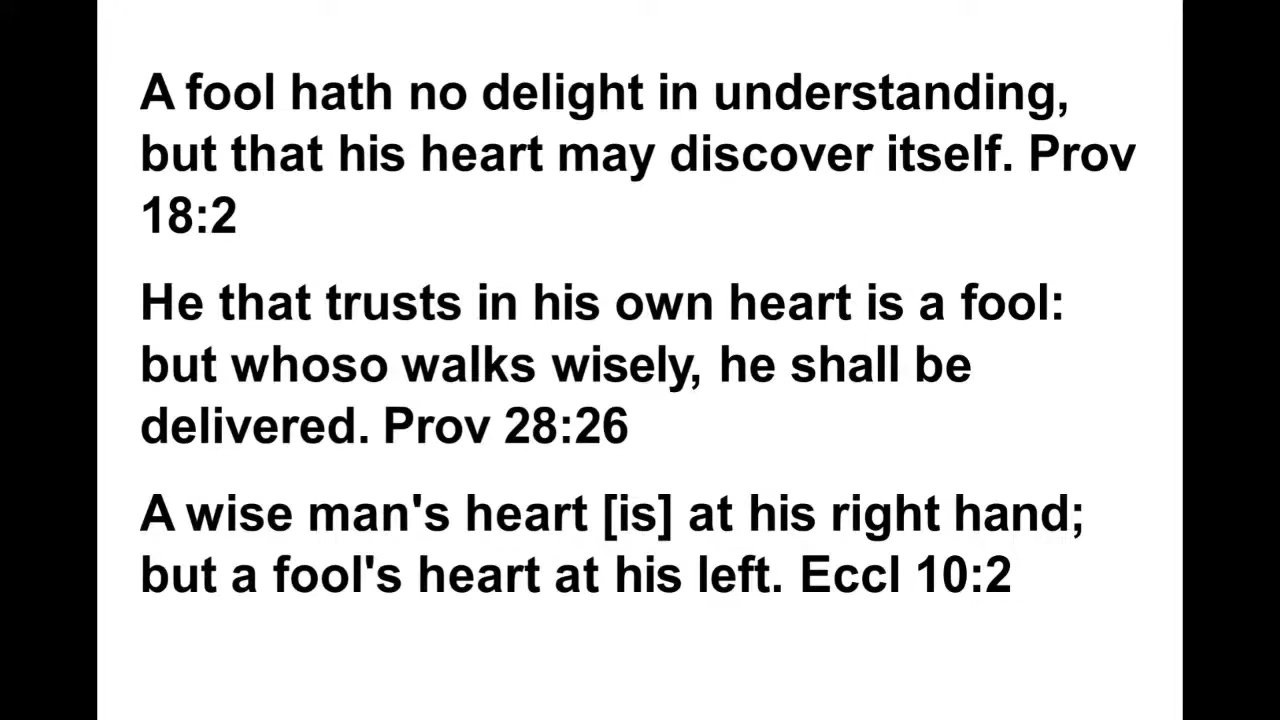 A fool hath no delight in understanding,
but that his heart may discover itself. Prov
18:2
He that trusts in his own heart is a fool:
but whoso walks wisely, he shall be
delivered. Prov 28:26
A wise man's heart [is] at his right hand;
but a fool's heart at his left. Eccl 10:2